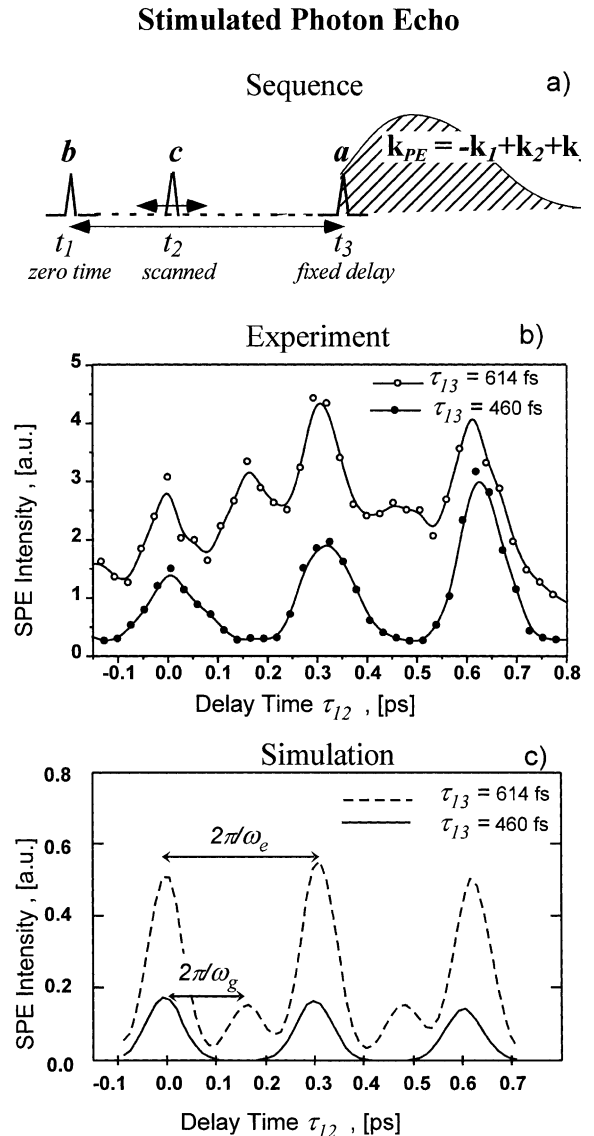 Stimulated Photon Echo
Sequence
a)
b c a k_PE = -k_1+k_2+k
t_1 t_2 t_3
zero time scanned fixed delay
Experiment b)
SPE Intensity , [a.u.]
5
4
3
2
1
0
τ_13 = 614 fs
τ_13 = 460 fs
-0.1 0.0 0.1 0.2 0.3 0.4 0.5 0.6 0.7 0.8
Delay Time τ_12 , [ps]
Simulation c)
SPE Intensity , [a.u.]
0.8
0.6
0.4
0.2
0.0
τ_13 = 614 fs
τ_13 = 460 fs
2π/ω_e
2π/ω_g
-0.1 0.0 0.1 0.2 0.3 0.4 0.5 0.6 0.7
Delay Time τ_12 , [ps]